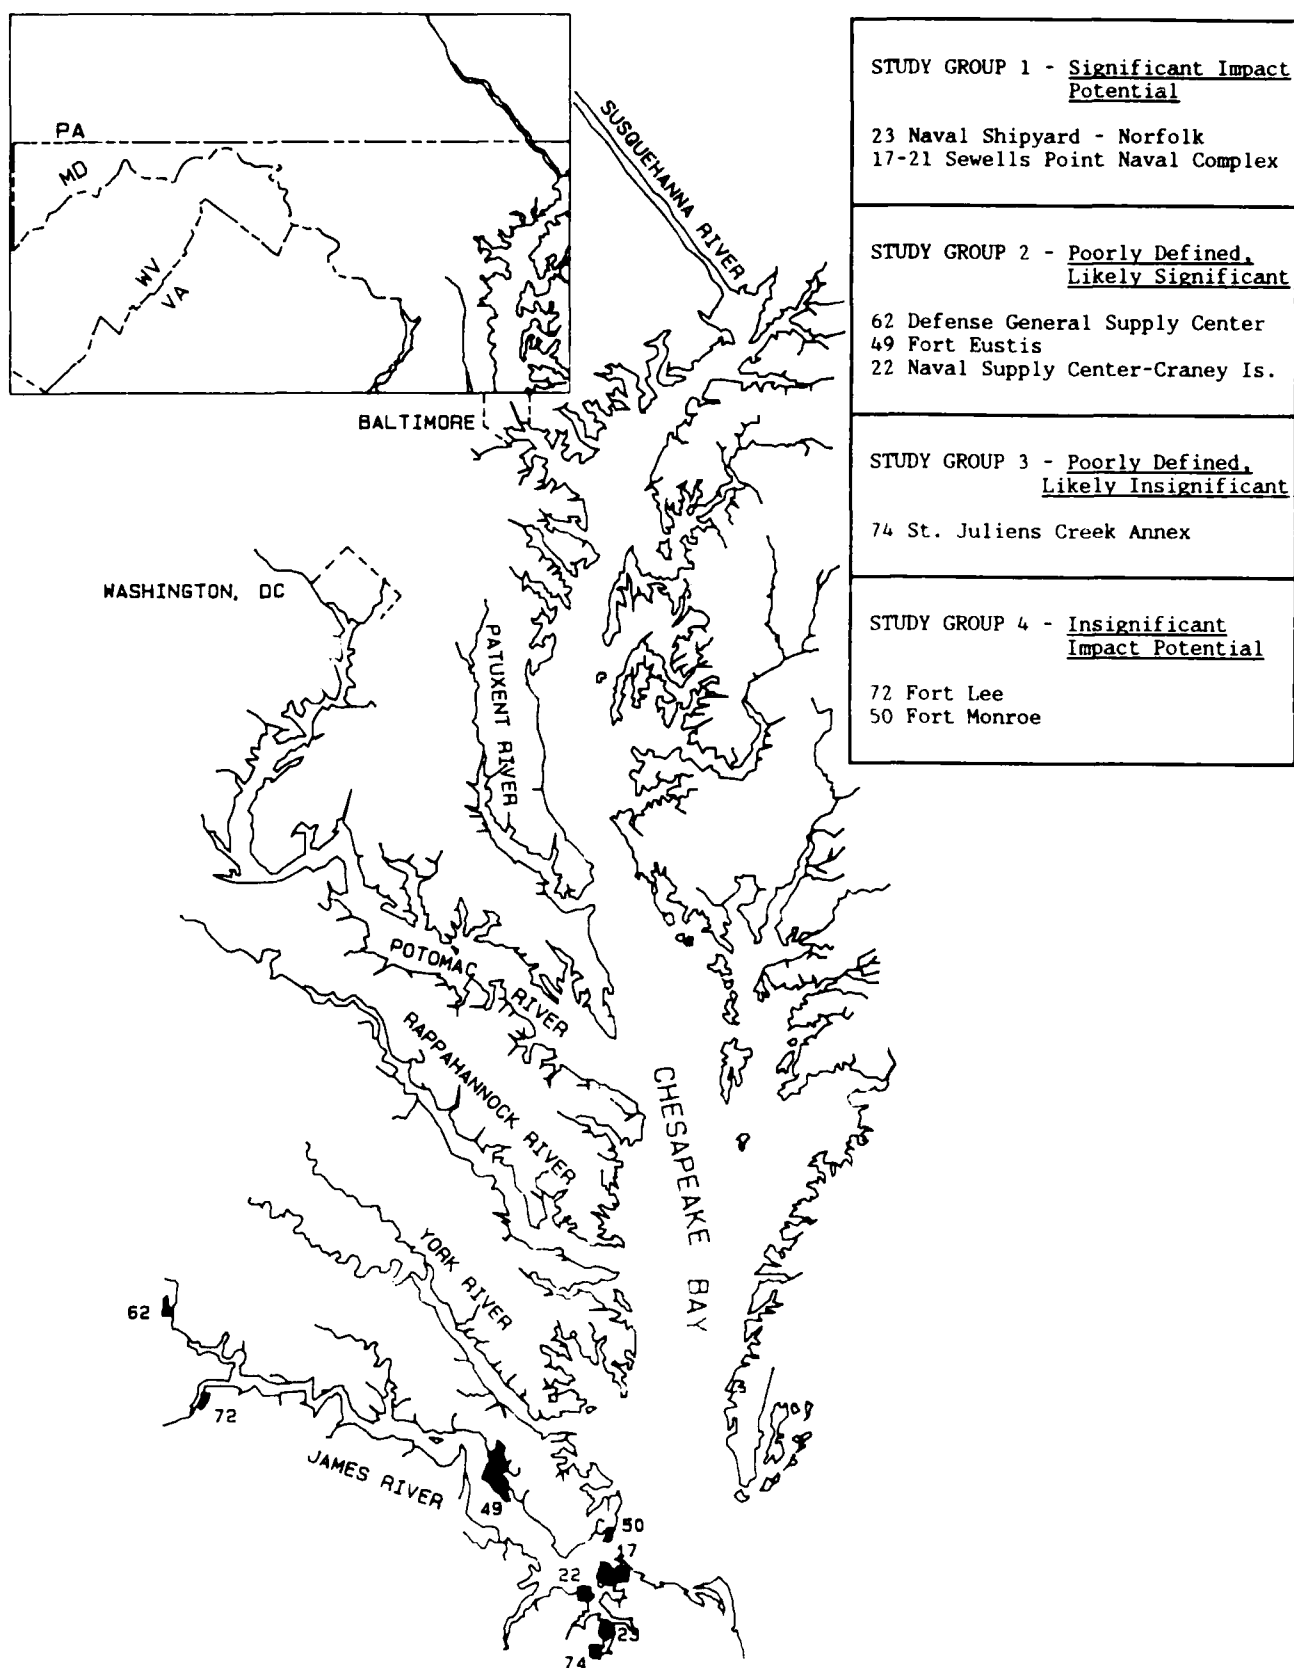 PA
MD
WV
VA
SUSQUEHANNA RIVER
BALTIMORE
WASHINGTON, DC
PATUXENT RIVER
POTOMAC RIVER
RAPPAHANNOCK RIVER
CHESAPEAKE BAY
YORK RIVER
JAMES RIVER
62
72
49
50
17
22
23
74
STUDY GROUP 1 - Significant Impact
Potential
23 Naval Shipyard - Norfolk
17-21 Sewells Point Naval Complex
STUDY GROUP 2 - Poorly Defined,
Likely Significant
62 Defense General Supply Center
49 Fort Eustis
22 Naval Supply Center-Craney Is.
STUDY GROUP 3 - Poorly Defined,
Likely Insignificant
74 St. Juliens Creek Annex
STUDY GROUP 4 - Insignificant
Impact Potential
72 Fort Lee
50 Fort Monroe